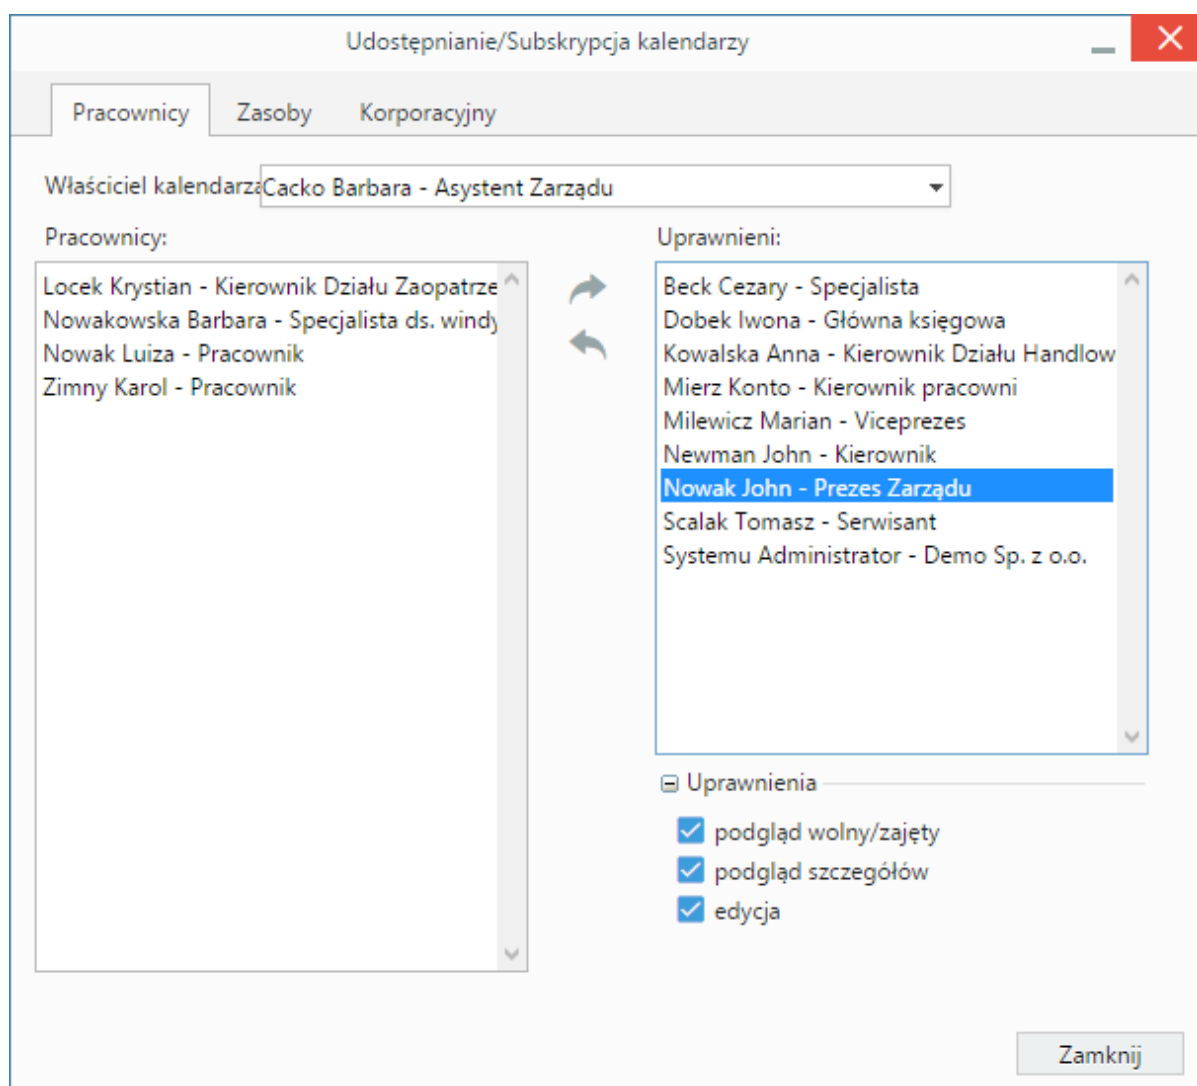 Udostępnianie/Subskrypcja kalendarzy
Pracownicy Zasoby Korporacyjny
Właściciel kalendarza Cacko Barbara - Asystent Zarządu
Pracownicy:
Locek Krystian - Kierownik Działu Zaopatrze
Nowakowska Barbara - Specjalista ds. windy
Nowak Luiza - Pracownik
Zimny Karol - Pracownik
Uprawnieni:
Beck Cezary - Specjalista
Dobek Iwona - Główna księgowa
Kowalska Anna - Kierownik Działu Handlow
Mierz Konto - Kierownik pracowni
Milewicz Marian - Viceprezes
Newman John - Kierownik
Nowak John - Prezes Zarządu
Scalak Tomasz - Serwisant
Systemu Administrator - Demo Sp. z o.o.
Uprawnienia
podgląd wolny/zajęty
podgląd szczegółów
edycja
Zamknij